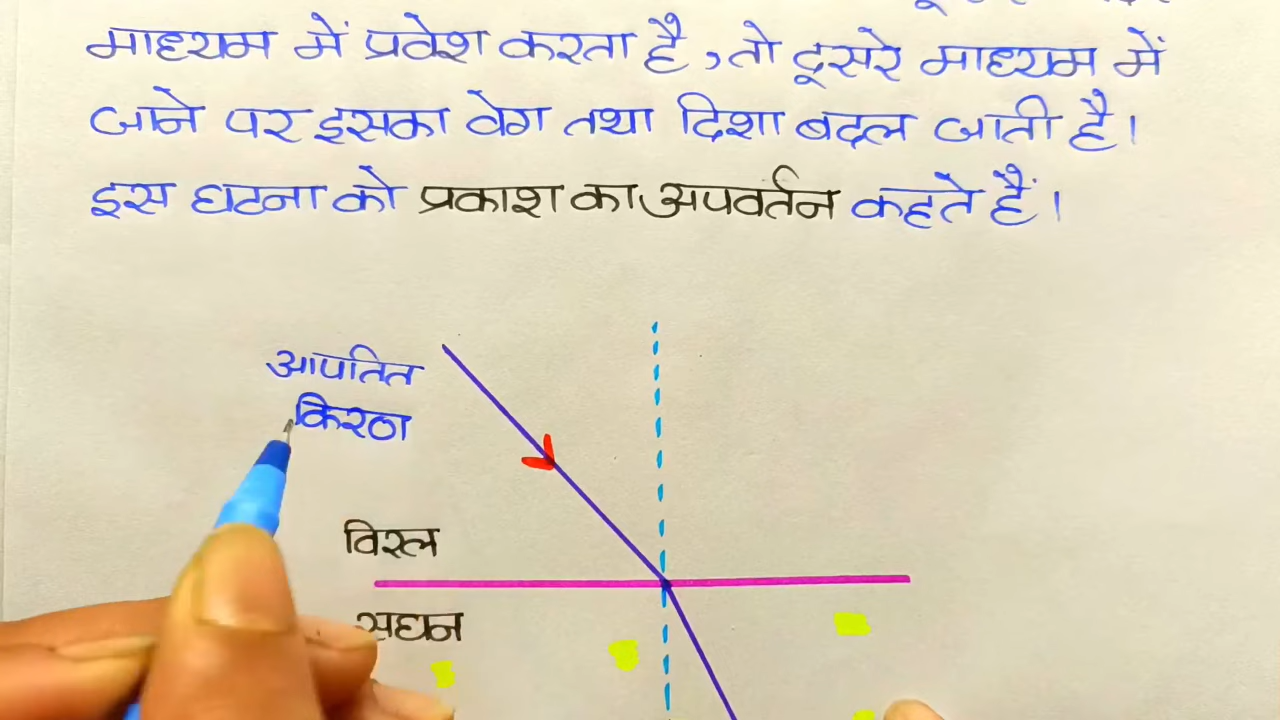 माध्यम में प्रवेश करता है, तो दूसरे माध्यम में
जाने पर इसका वेग तथा दिशा बदल जाती है।
इस घटना को प्रकाश का अपवर्तन कहते हैं।
आपतित
किरण
विरल
सघन